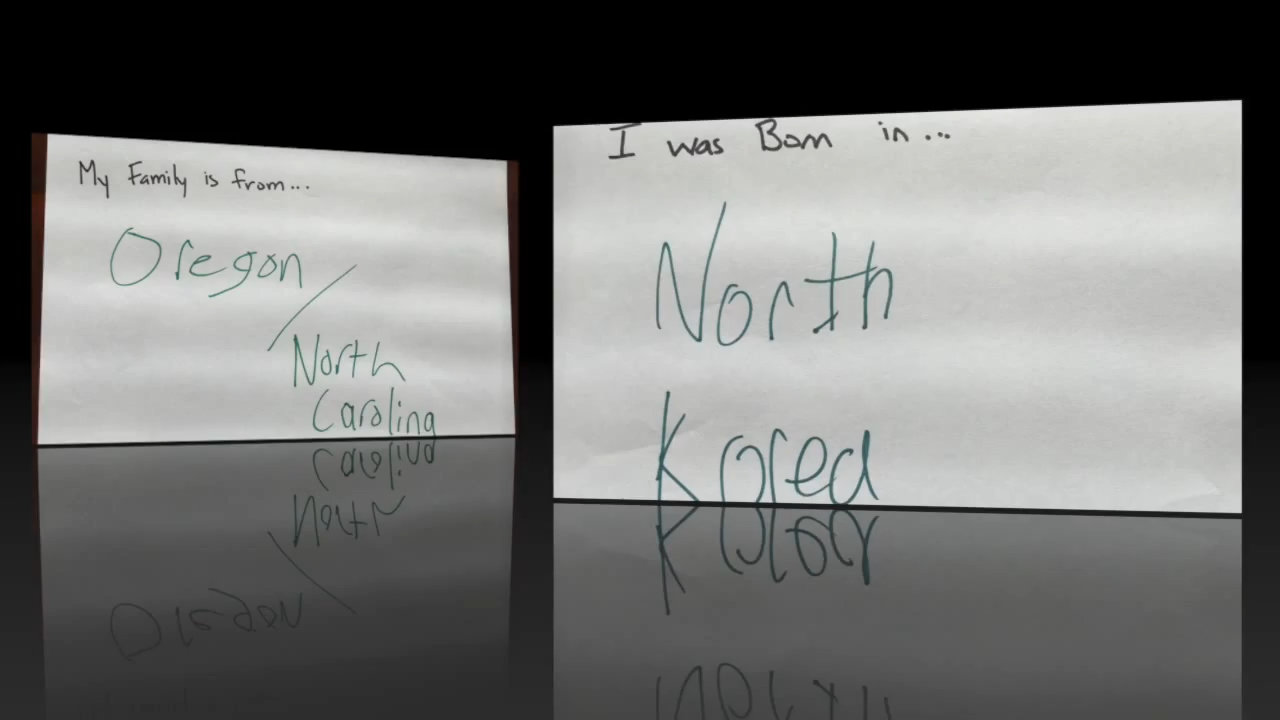 My Family is from...
Oregon
/
North
Carolina
I was Born in...
North
Korea